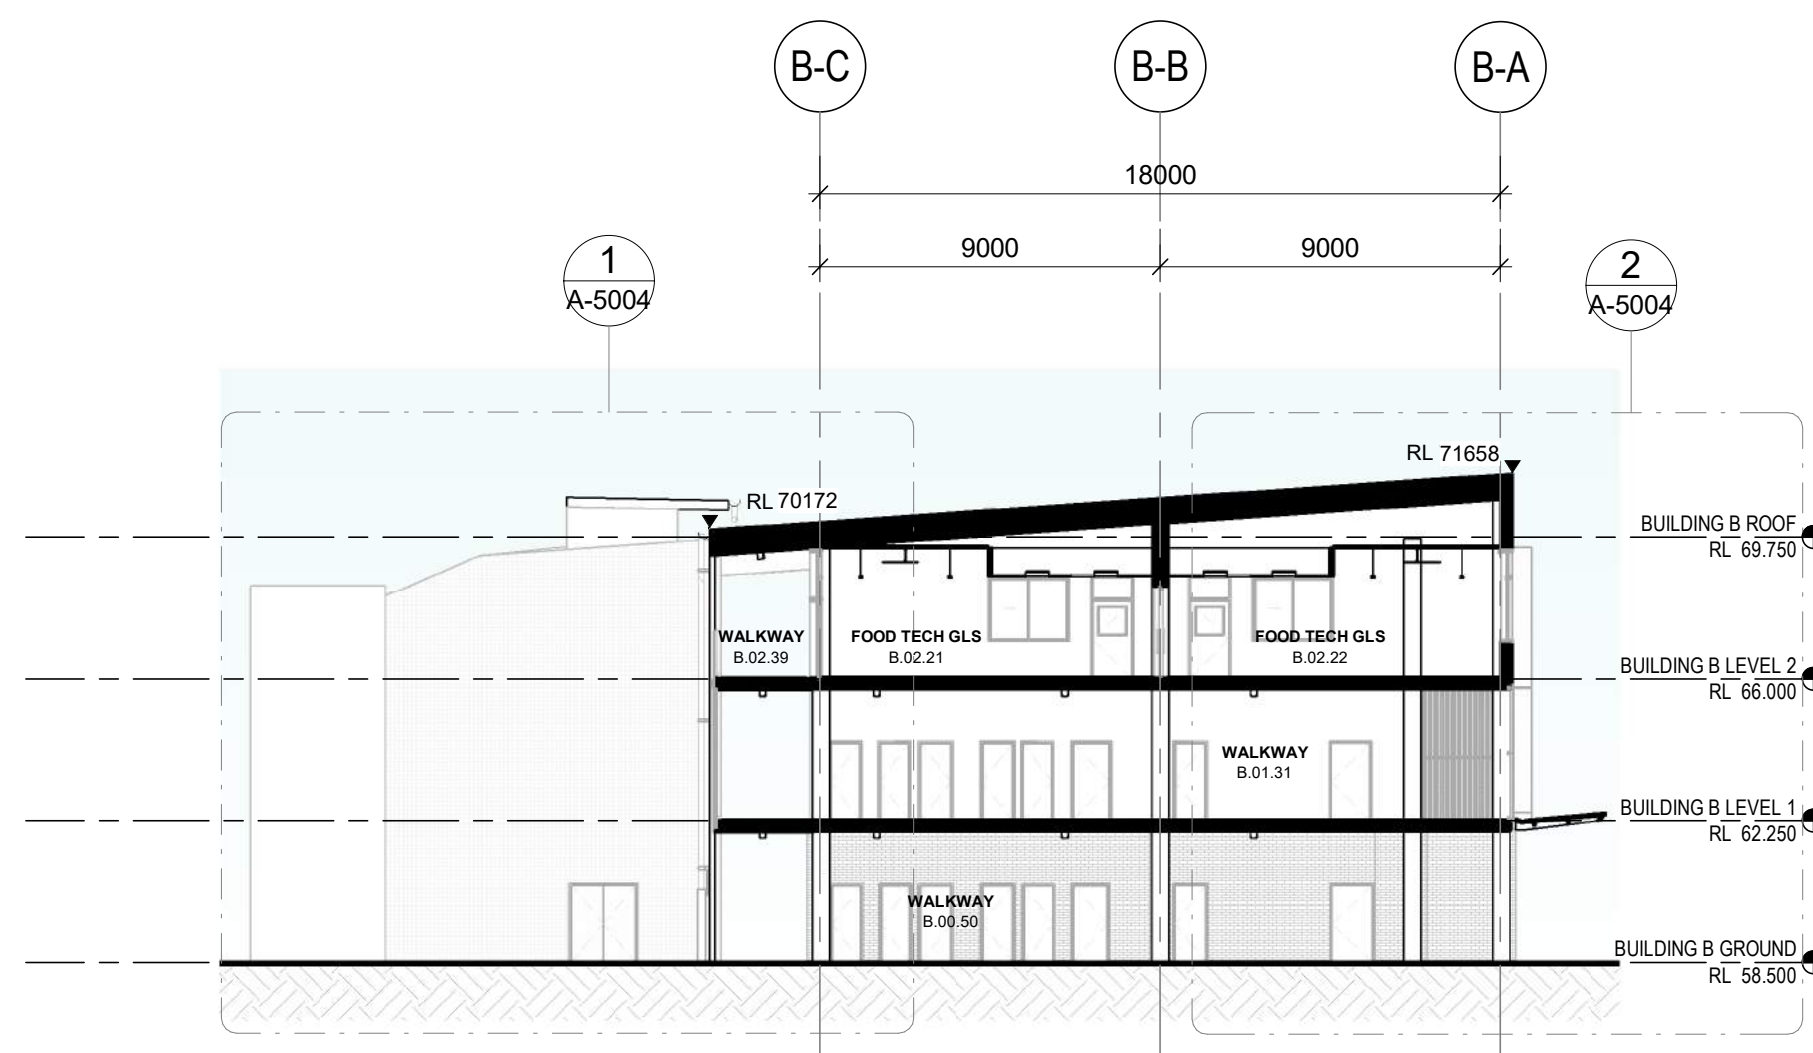 B-C
B-B
B-A
18000
9000
9000
1
A-5004
2
A-5004
RL 71658
RL 70172
BUILDING B ROOF
RL 69.750
WALKWAY
B.02.39
FOOD TECH GLS
B.02.21
FOOD TECH GLS
B.02.22
BUILDING B LEVEL 2
RL 66.000
WALKWAY
B.01.31
BUILDING B LEVEL 1
RL 62.250
WALKWAY
B.00.50
BUILDING B GROUND
RL 58.500